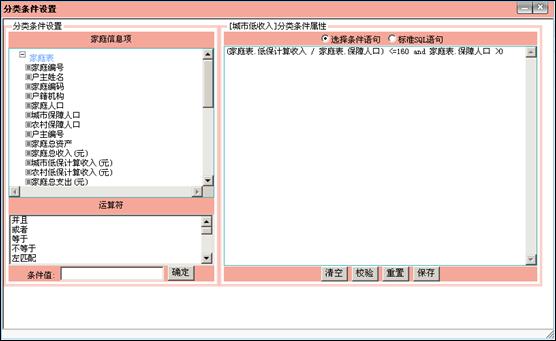 分类条件设置
分类条件设置
家庭信息项
家庭表
家庭编号
户主姓名
家庭编码
户籍机构
家庭人口
城市保障人口
农村保障人口
户主编号
家庭总资产
家庭总收入(元)
城市低保计算收入(元)
农村低保计算收入(元)
家庭总支出(元)
运算符
并且
或者
等于
不等于
左匹配
条件值:
确定
[城市低收入]分类条件属性
选择条件语句 标准SQL语句
(家庭表.低保计算收入 / 家庭表.保障人口) <=160 and 家庭表.保障人口 >0
清空 校验 重置 保存